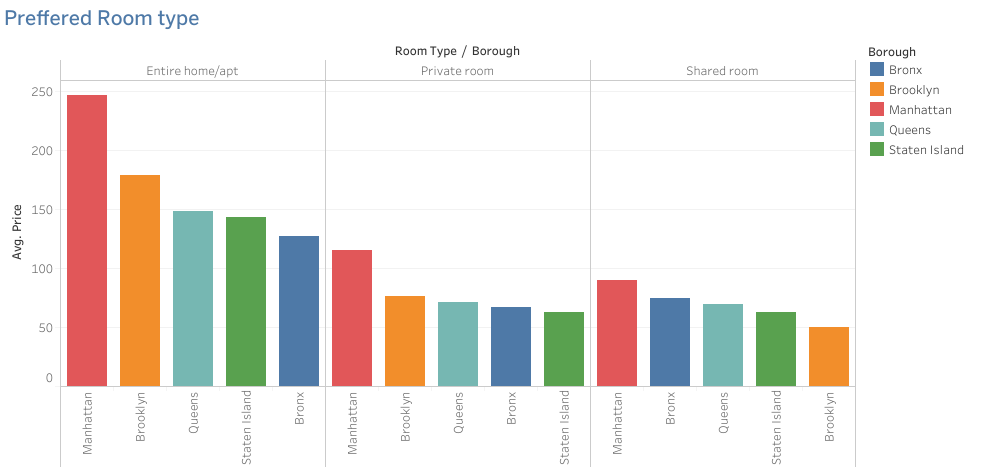 Preffered Room type
Room Type / Borough
Entire home/apt
Private room
Shared room
Avg. Price
250
200
150
100
50
0
Manhattan
Brooklyn
Queens
Staten Island
Bronx
Manhattan
Brooklyn
Queens
Bronx
Staten Island
Manhattan
Bronx
Queens
Staten Island
Brooklyn
Borough
Bronx
Brooklyn
Manhattan
Queens
Staten Island